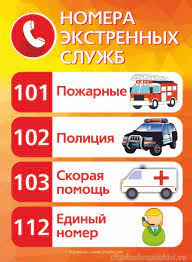 НОМЕРА
ЭКСТРЕННЫХ
СЛУЖБ
101 Пожарные
102 Полиция
103 Скорая
помощь
112 Единый
номер